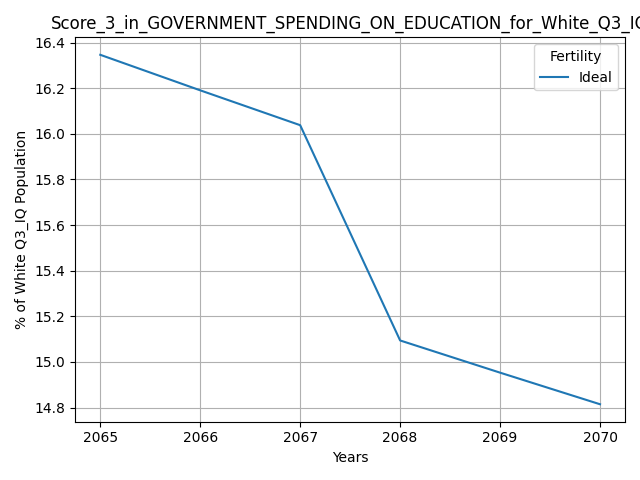 Score_3_in_GOVERNMENT_SPENDING_ON_EDUCATION_for_White_Q3_IQ
16.4
16.2
16.0
15.8
15.6
15.4
15.2
15.0
14.8
% of White Q3_IQ Population
Fertility
Ideal
2065 2066 2067 2068 2069 2070
Years